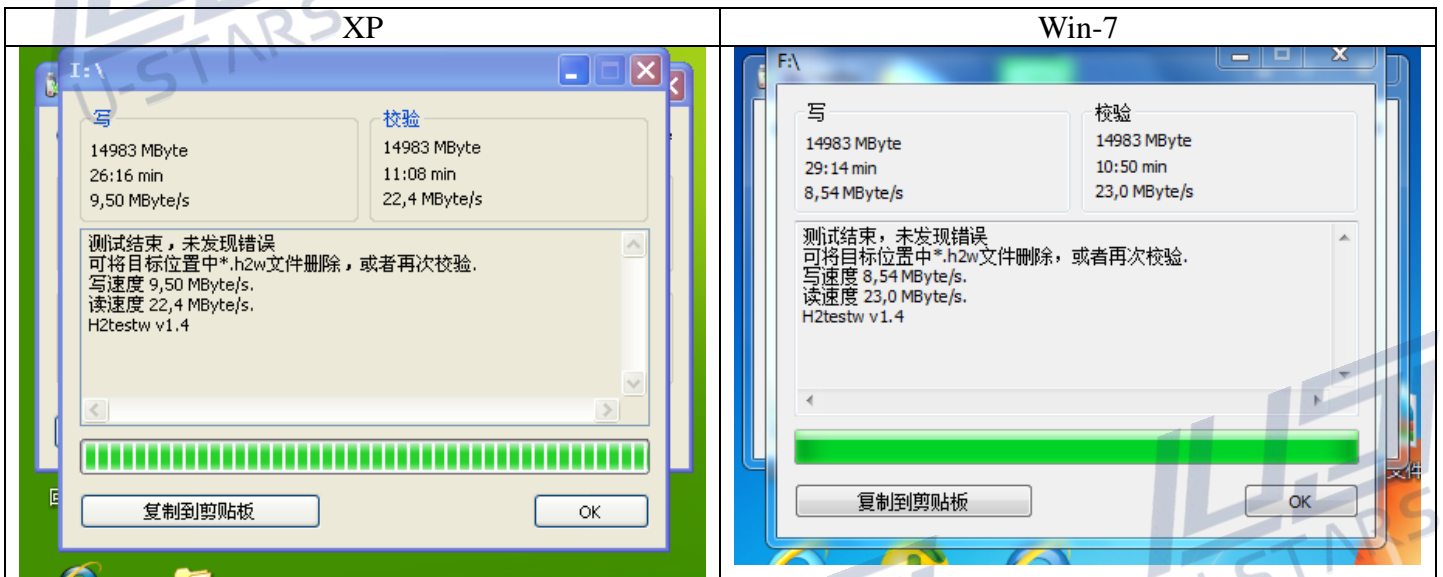 XP
Win-7
U-STARS
I:\
写
14983 MByte
26:16 min
9,50 MByte/s
校验
14983 MByte
11:08 min
22,4 MByte/s
测试结束，未发现错误
可将目标位置中*.h2w文件删除，或者再次校验.
写速度 9,50 MByte/s.
读速度 22,4 MByte/s.
H2testw v1.4
复制到剪贴板
OK
F:\
写
14983 MByte
29:14 min
8,54 MByte/s
校验
14983 MByte
10:50 min
23,0 MByte/s
测试结束，未发现错误
可将目标位置中*.h2w文件删除，或者再次校验.
写速度 8,54 MByte/s.
读速度 23,0 MByte/s.
H2testw v1.4
复制到剪贴板
OK
文件
U-STARS